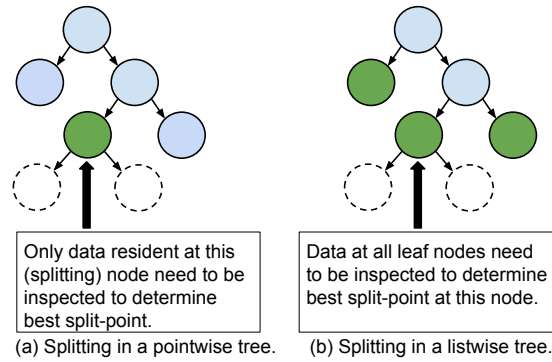 Only data resident at this
(splitting) node need to be
inspected to determine
best split-point.
(a) Splitting in a pointwise tree.
Data at all leaf nodes need
to be inspected to determine
best split-point at this node.
(b) Splitting in a listwise tree.